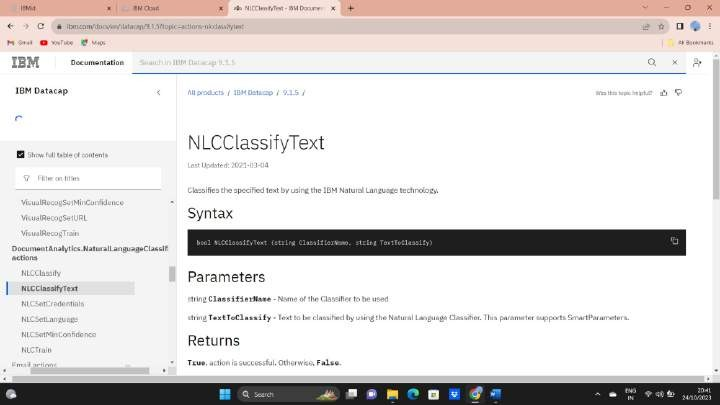 IBMid
IBM Cloud
NLCClassifyText - IBM Documen
ibm.com/docs/en/datacap/9.1.5?topic=actions-nlcclassifytext
Gmail
YouTube
Maps
All Bookmarks
IBM
Documentation
Search in IBM Datacap 9.1.5
IBM Datacap
All products / IBM Datacap / 9.1.5 /
Was this topic helpful?
Show full table of contents
Filter on titles
VisualRecogSetMinConfidence
VisualRecogSetURL
VisualRecogTrain
DocumentAnalytics.NaturalLanguageClassif
actions
NLCClassify
NLCClassifyText
NLCSetCredentials
NLCSetLanguage
NLCSetMinConfidence
NLCTrain
Email actions
NLCClassifyText
Last Updated: 2021-03-04
Classifies the specified text by using the IBM Natural Language technology.
Syntax
bool NLCClassifyText (string ClassifierName, string TextToClassify)
Parameters
string ClassifierName - Name of the Classifier to be used
string TextToClassify - Text to be classified by using the Natural Language Classifier. This parameter supports SmartParameters.
Returns
True, action is successful. Otherwise, False.
Search
ENG
IN
20:41
24/10/2023